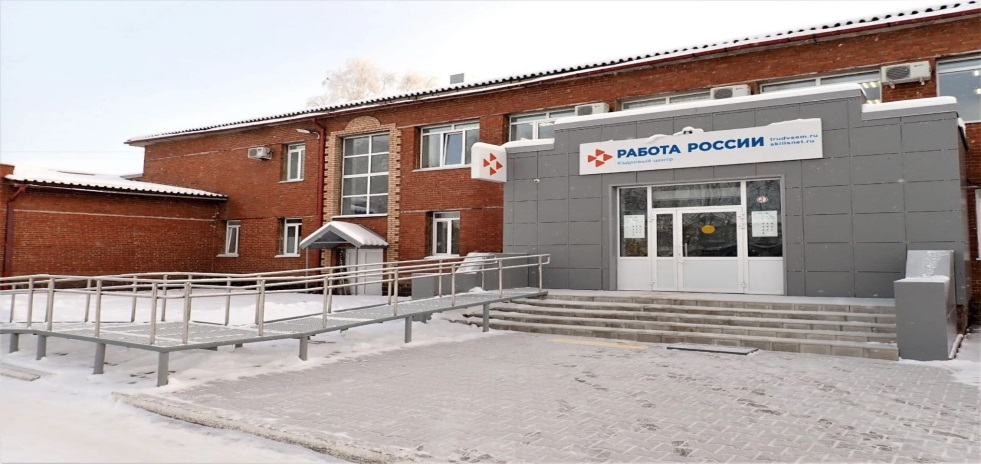 РАБОТА РОССИИ
Кадровый центр
trudvsem.ru
skillsnet.ru